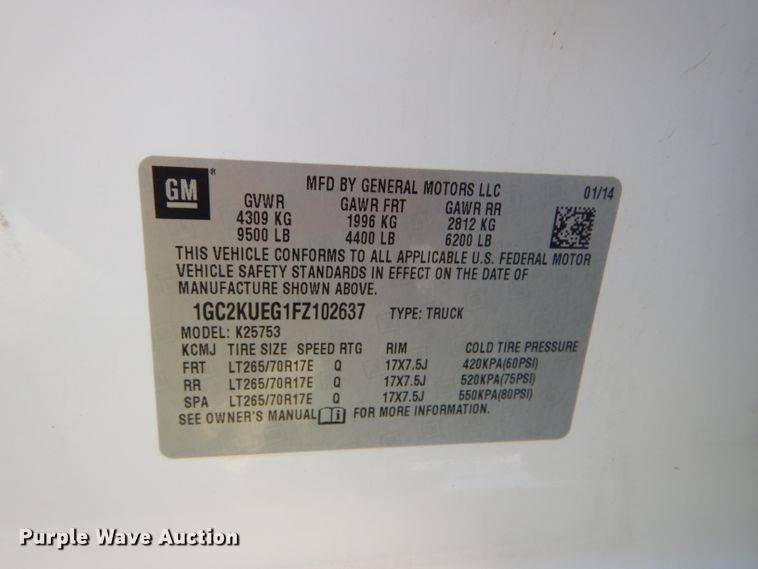 GM®
MFD BY GENERAL MOTORS LLC
01/14
GVWR GAWR FRT GAWR RR
4309 KG 1996 KG 2812 KG
9500 LB 4400 LB 6200 LB
THIS VEHICLE CONFORMS TO ALL APPLICABLE U.S. FEDERAL MOTOR
VEHICLE SAFETY STANDARDS IN EFFECT ON THE DATE OF
MANUFACTURE SHOWN ABOVE.
1GC2KUEG1FZ102637 TYPE: TRUCK
MODEL: K25753
KCMJ TIRE SIZE SPEED RTG RIM COLD TIRE PRESSURE
FRT LT265/70R17E Q 17X7.5J 420KPA(60PSI)
RR LT265/70R17E Q 17X7.5J 520KPA(75PSI)
SPA LT265/70R17E Q 17X7.5J 550KPA(80PSI)
SEE OWNER'S MANUAL FOR MORE INFORMATION.
Purple Wave Auction